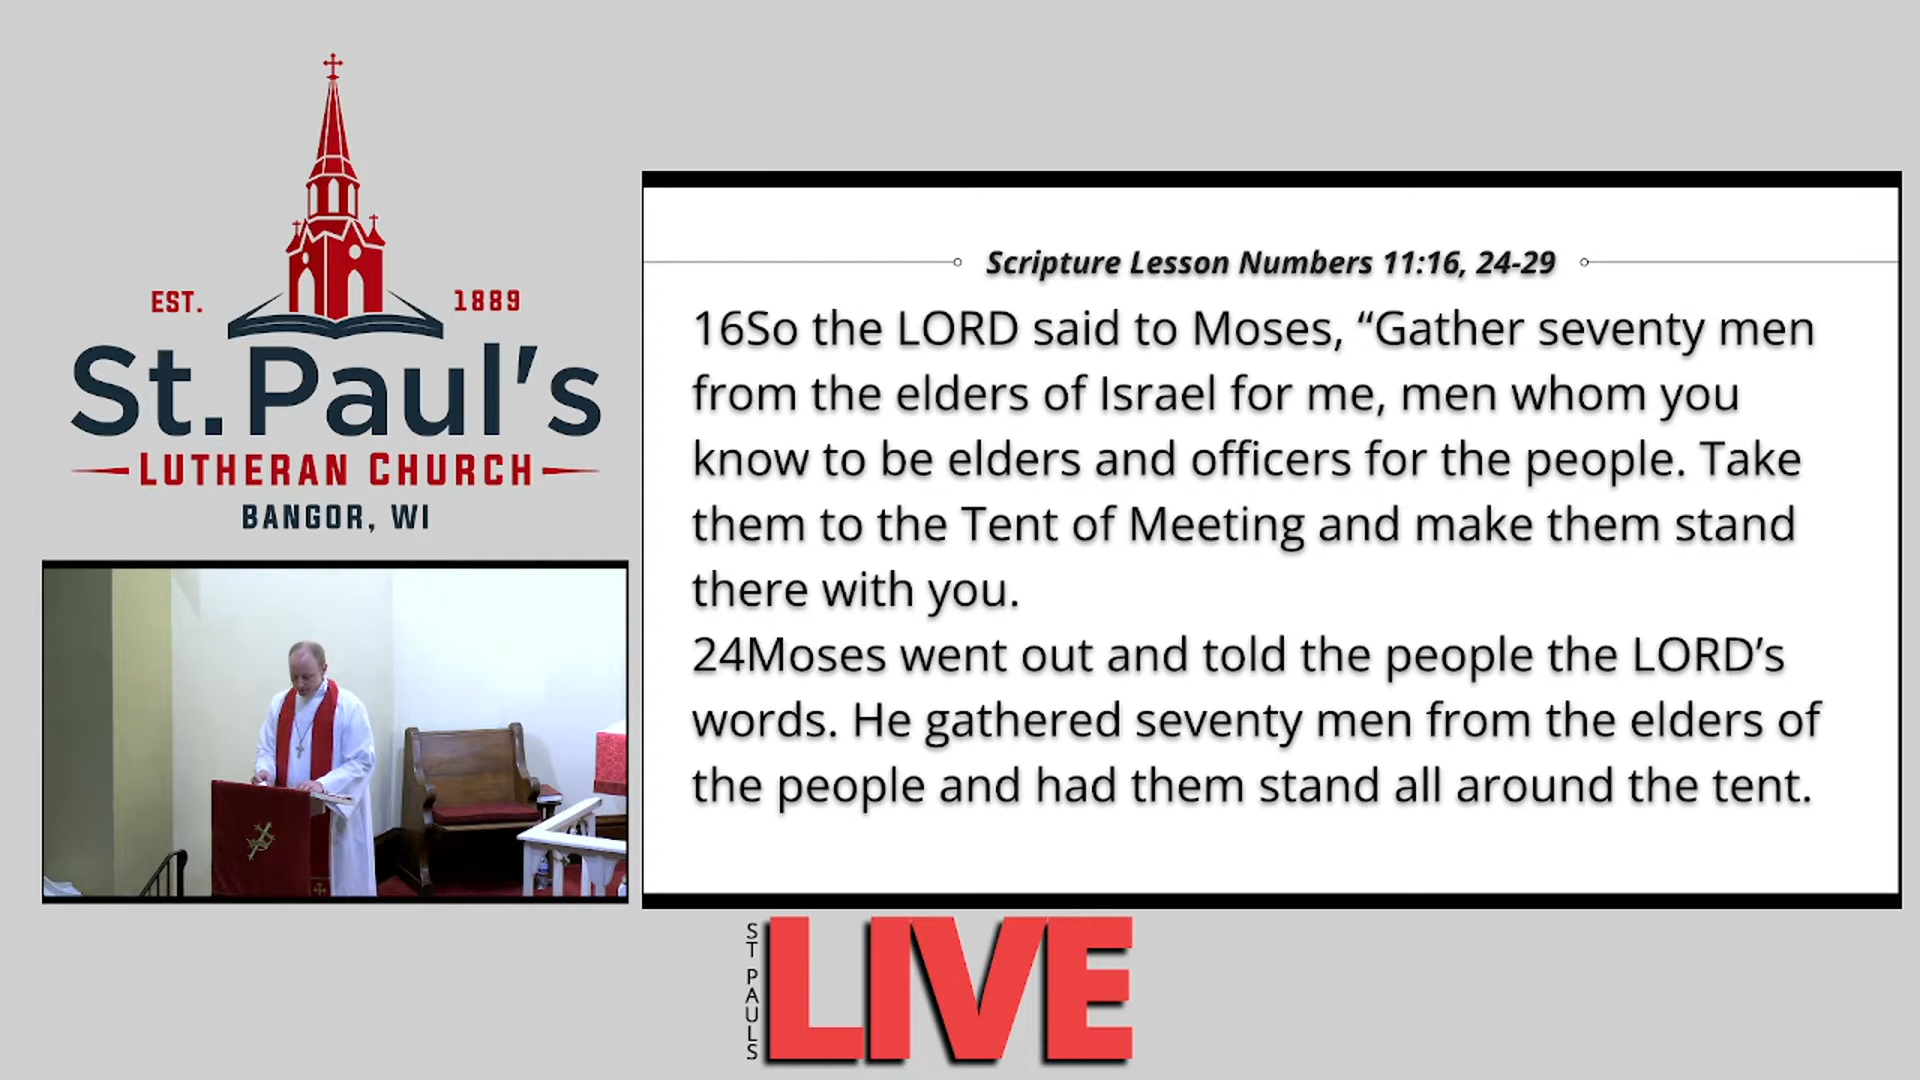 EST. 1889
St. Paul's
LUTHERAN CHURCH
BANGOR, WI
Scripture Lesson Numbers 11:16, 24-29
16So the LORD said to Moses, “Gather seventy men
from the elders of Israel for me, men whom you
know to be elders and officers for the people. Take
them to the Tent of Meeting and make them stand
there with you.
24Moses went out and told the people the LORD’s
words. He gathered seventy men from the elders of
the people and had them stand all around the tent.
ST PAULS
LIVE